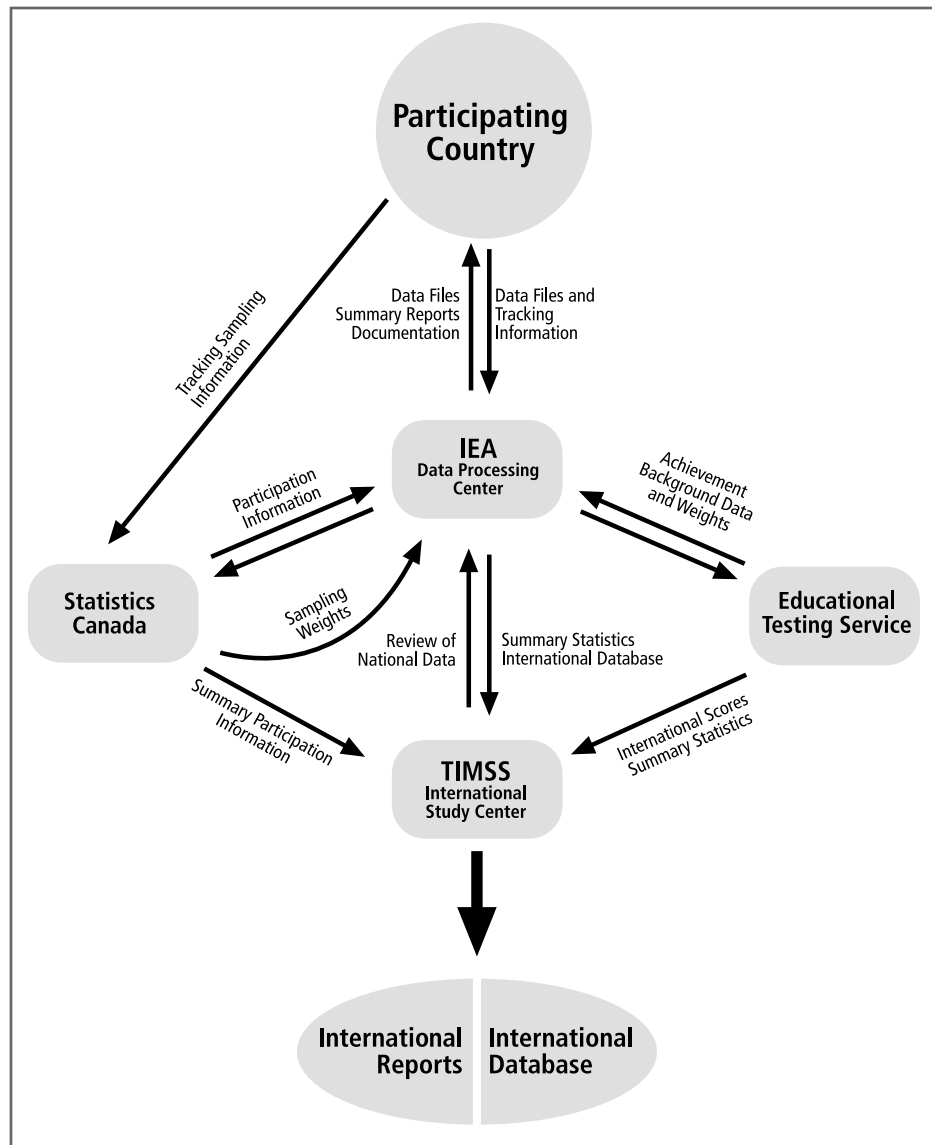 Participating
Country
Tracking Sampling
Information
Data Files
Summary Reports
Documentation
Data Files and
Tracking
Information
IEA
Data Processing
Center
Participation
Information
Achievement
Background Data
and Weights
Statistics
Canada
Sampling
Weights
Educational
Testing Service
Review of
National Data
Summary Statistics
International Database
Summary Participation
Information
International Scores
Summary Statistics
TIMSS
International
Study Center
International
Reports
International
Database